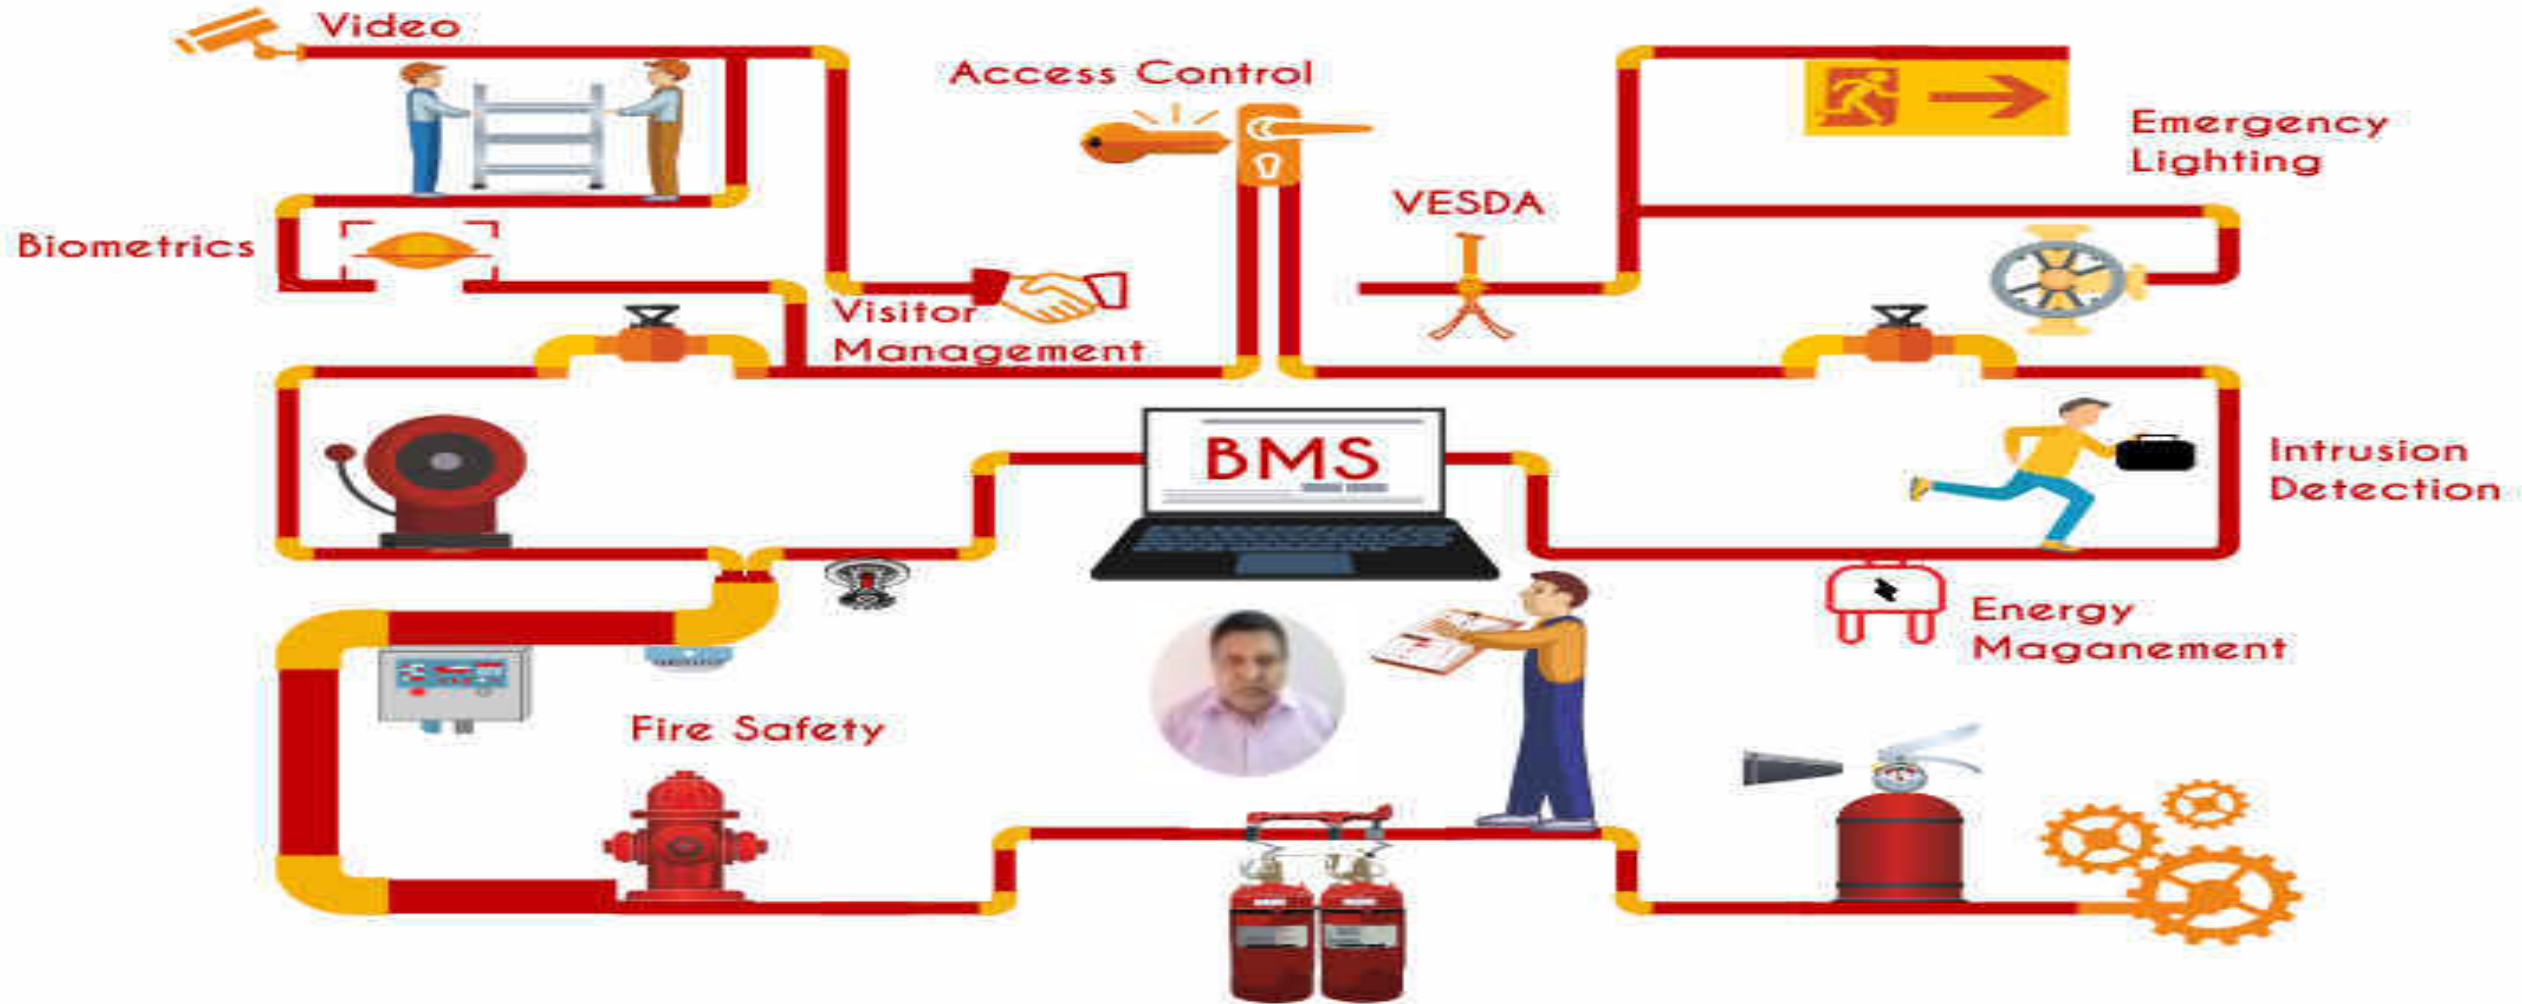 Video
Access Control
Emergency
Lighting
VESDA
Biometrics
Visitor
Management
BMS
Intrusion
Detection
Energy
Maganement
Fire Safety